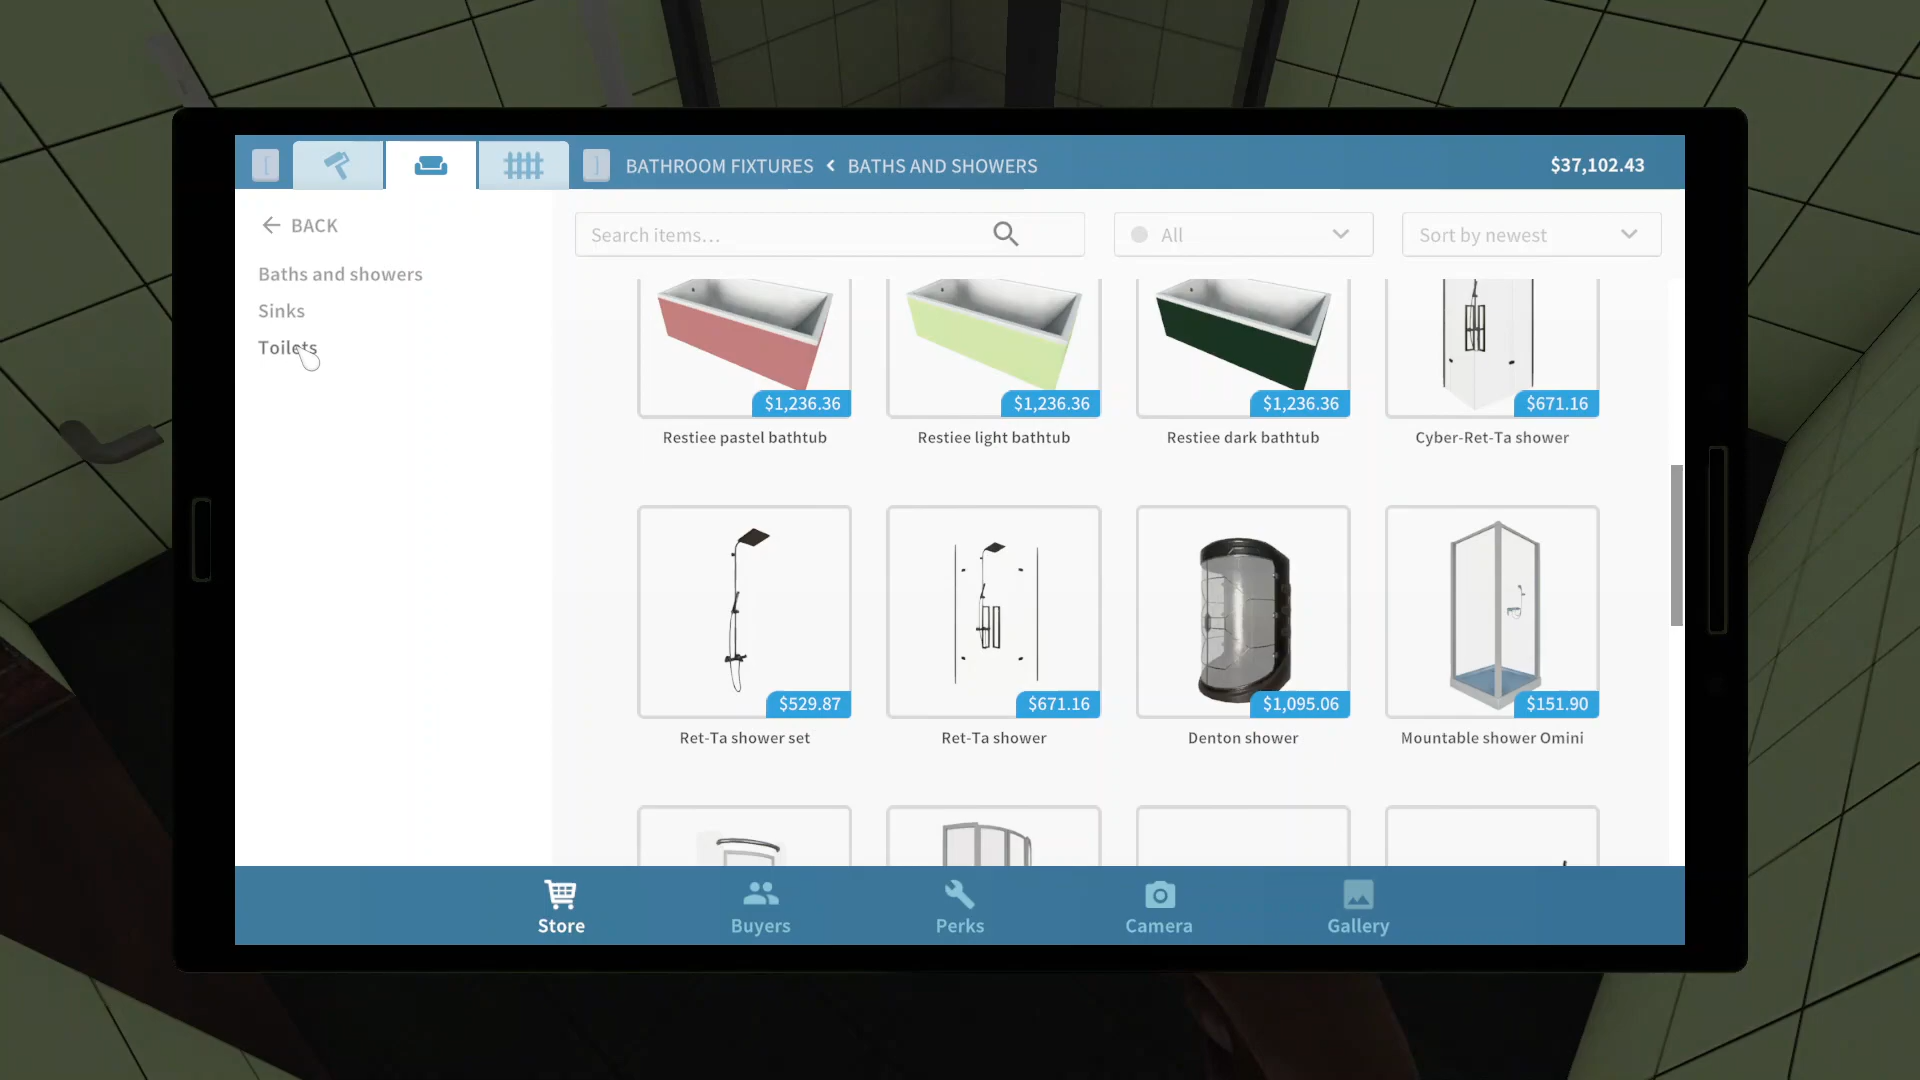 [
]
BATHROOM FIXTURES < BATHS AND SHOWERS
$37,102.43
BACK
Baths and showers
Sinks
Toilets
Search items...
All
Sort by newest
$1,236.36
$1,236.36
$1,236.36
$671.16
Restiee pastel bathtub
Restiee light bathtub
Restiee dark bathtub
Cyber-Ret-Ta shower
$529.87
$671.16
$1,095.06
$151.90
Ret-Ta shower set
Ret-Ta shower
Denton shower
Mountable shower Omini
Store
Buyers
Perks
Camera
Gallery